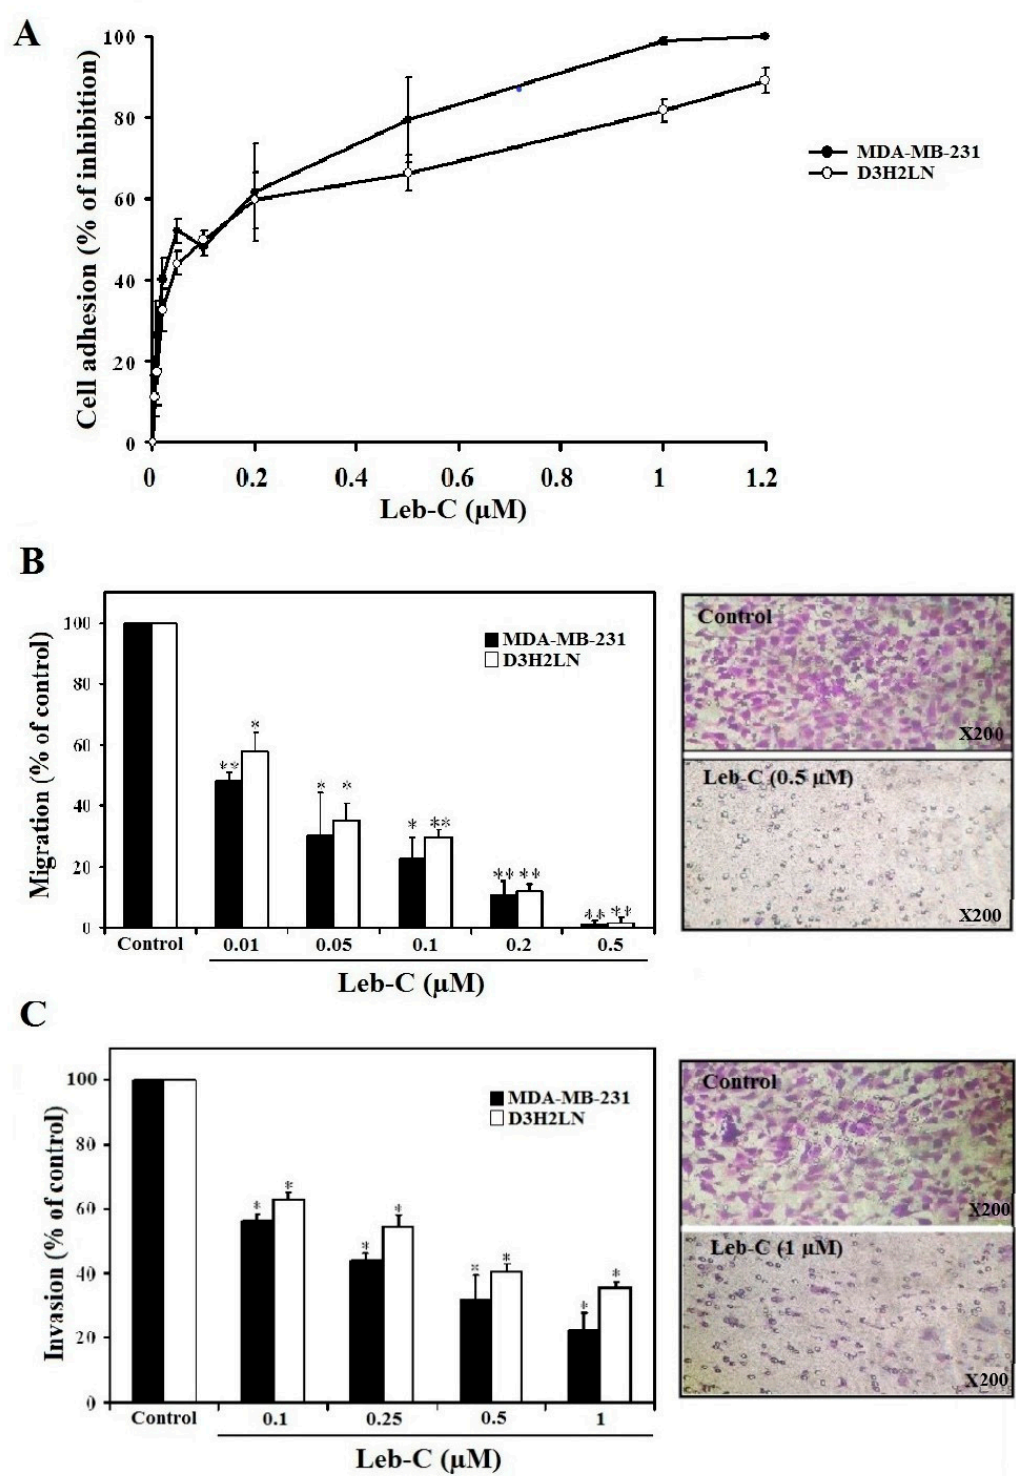 A
Cell adhesion (% of inhibition)
100
80
60
40
20
0
0 0.2 0.4 0.6 0.8 1 1.2
Leb-C (µM)
MDA-MB-231
D3H2LN
B
Migration (% of control)
100
80
60
40
20
0
** * * * * ** ** ** ** **
MDA-MB-231
D3H2LN
Control 0.01 0.05 0.1 0.2 0.5
Leb-C (µM)
Control
X200
Leb-C (0.5 µM)
X200
C
Invasion (% of control)
100
80
60
40
20
0
* * * * * * * *
MDA-MB-231
D3H2LN
Control 0.1 0.25 0.5 1
Leb-C (µM)
Control
X200
Leb-C (1 µM)
X200